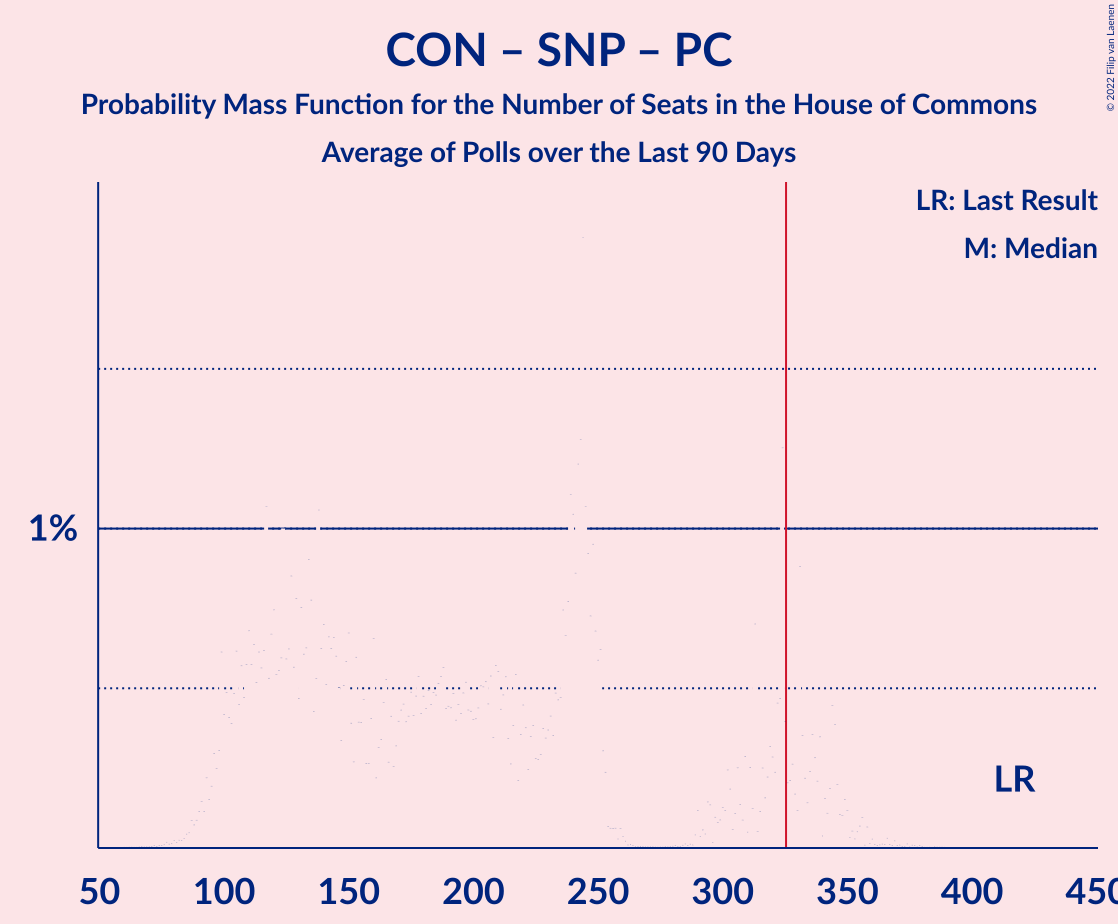 CON – SNP – PC
Probability Mass Function for the Number of Seats in the House of Commons
Average of Polls over the Last 90 Days
© 2022 Filip van Laenen
LR: Last Result
M: Median
1%
LR
50 100 150 200 250 300 350 400 450